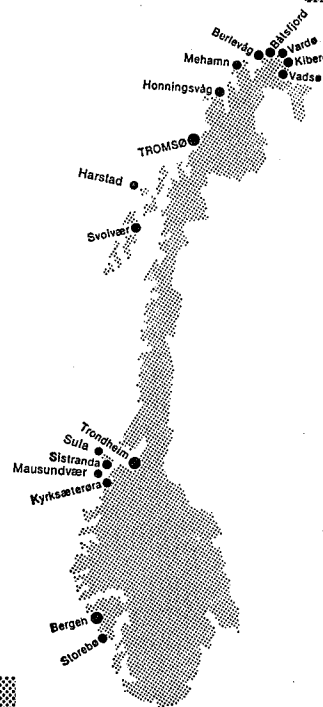 Båtsfjord
Berlevåg
Vardø
Mehamn
Kiberg
Vadsø
Honningsvåg
TROMSØ
Harstad
Svolvær
Trondheim
Sula
Sistranda
Mausundvær
Kyrksæterøra
Bergen
Storebø